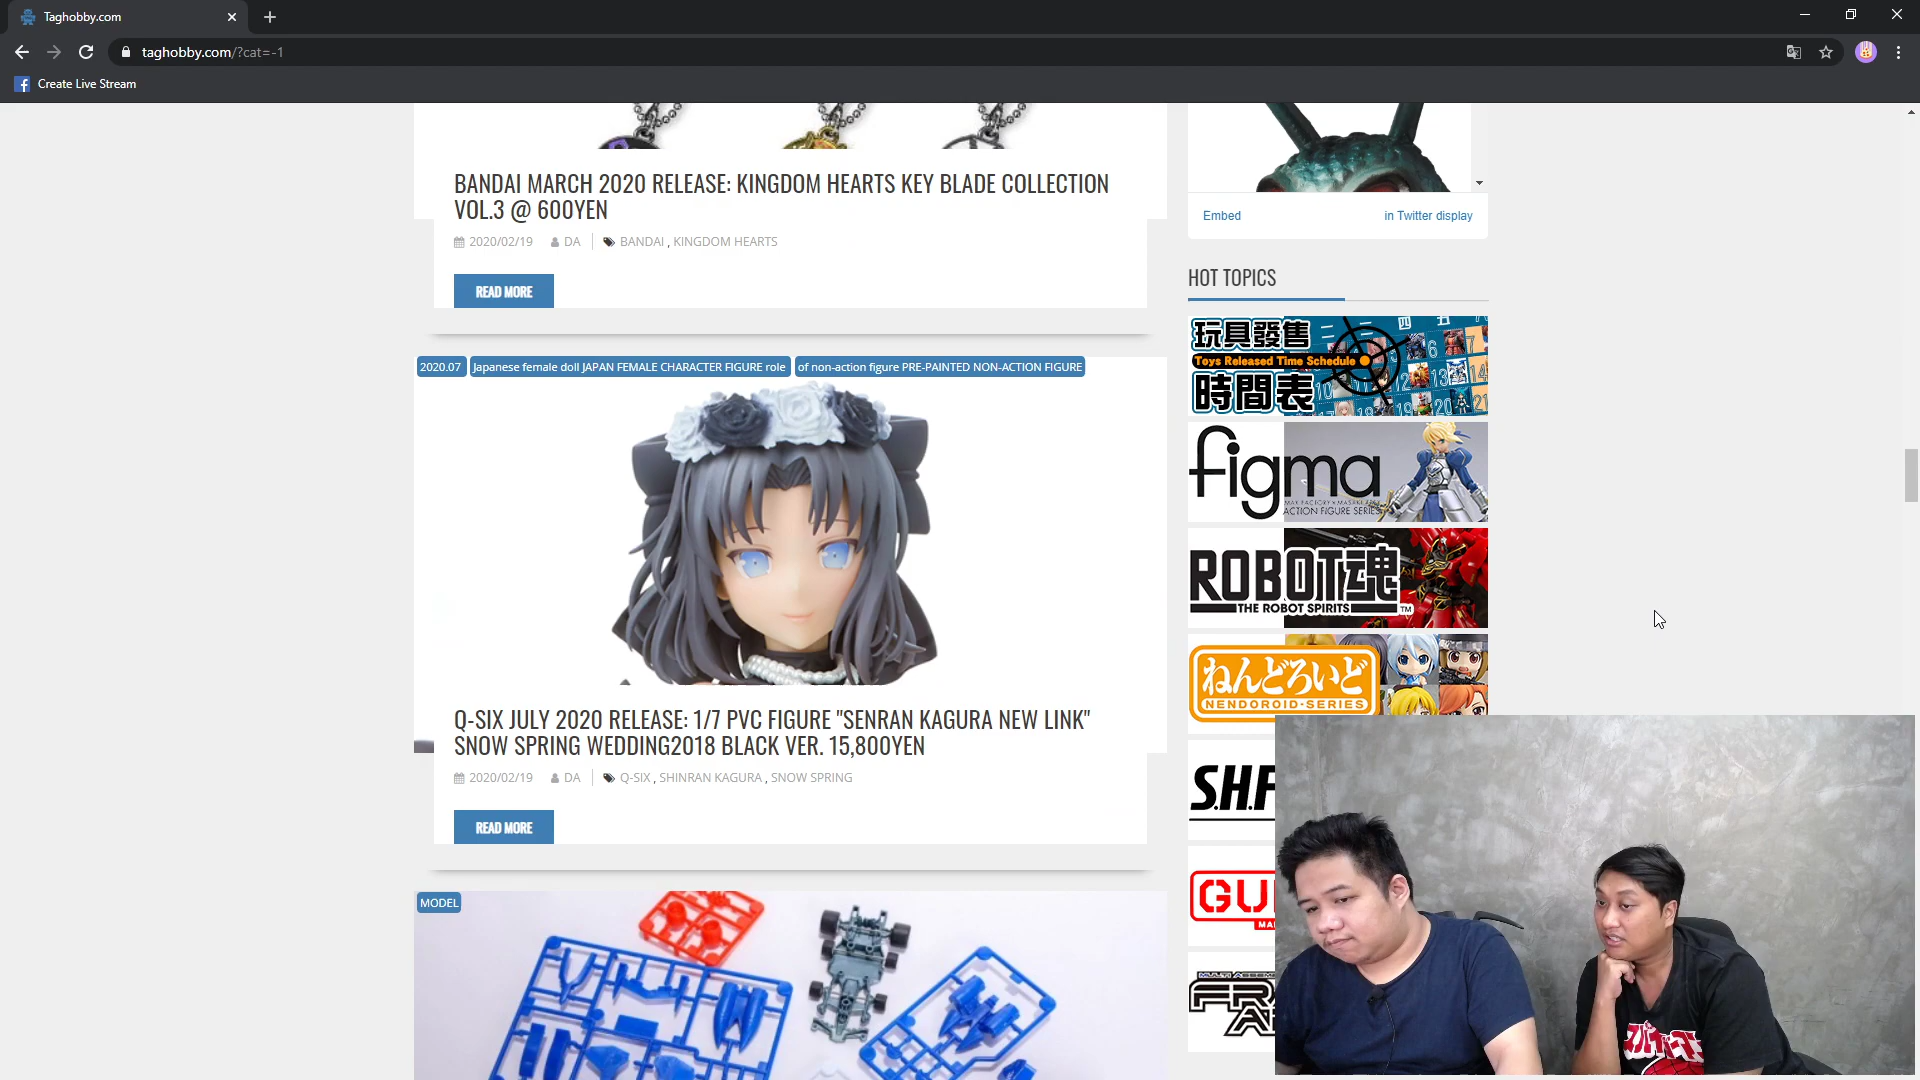 Taghobby.com
taghobby.com/?cat=-1
Create Live Stream
BANDAI MARCH 2020 RELEASE: KINGDOM HEARTS KEY BLADE COLLECTION
VOL.3 @ 600YEN
2020/02/19 DA BANDAI , KINGDOM HEARTS
READ MORE
2020.07 Japanese female doll JAPAN FEMALE CHARACTER FIGURE role of non-action figure PRE-PAINTED NON-ACTION FIGURE
Q-SIX JULY 2020 RELEASE: 1/7 PVC FIGURE "SENRAN KAGURA NEW LINK"
SNOW SPRING WEDDING2018 BLACK VER. 15,800YEN
2020/02/19 DA Q-SIX , SHINRAN KAGURA , SNOW SPRING
READ MORE
MODEL
Embed in Twitter display
HOT TOPICS
玩具發售
Toys Released Time Schedule
時間表
figma
ACTION FIGURE SERIES
ROBOT魂
THE ROBOT SPIRITS TM
ねんどろいど
NENDOROID·SERIES
S.H.F
GU
MA
FR
A